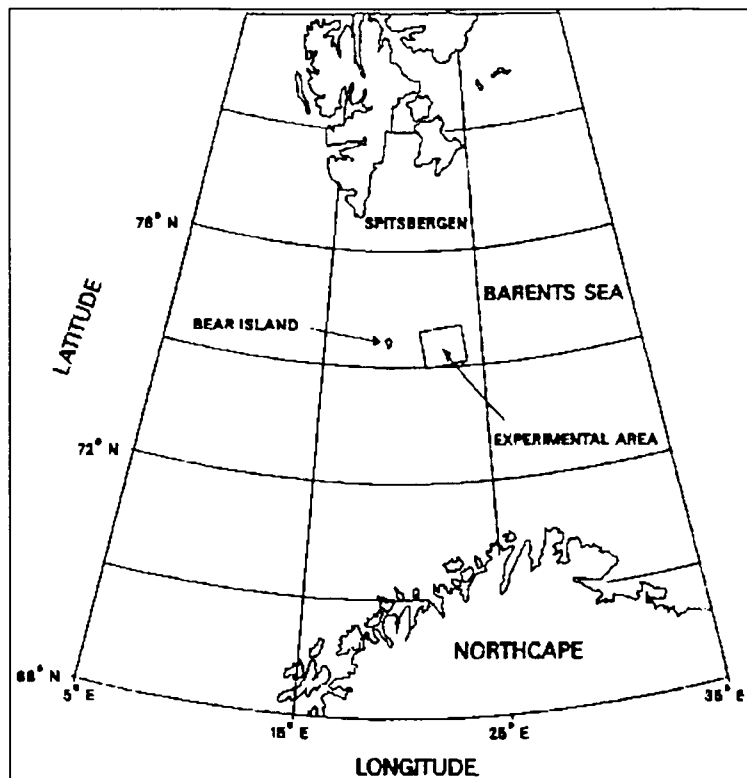 SPITSBERGEN
76° N
BARENTS SEA
BEAR ISLAND
LATITUDE
EXPERIMENTAL AREA
72° N
NORTHCAPE
68° N
5° E
15° E
25° E
35° E
LONGITUDE